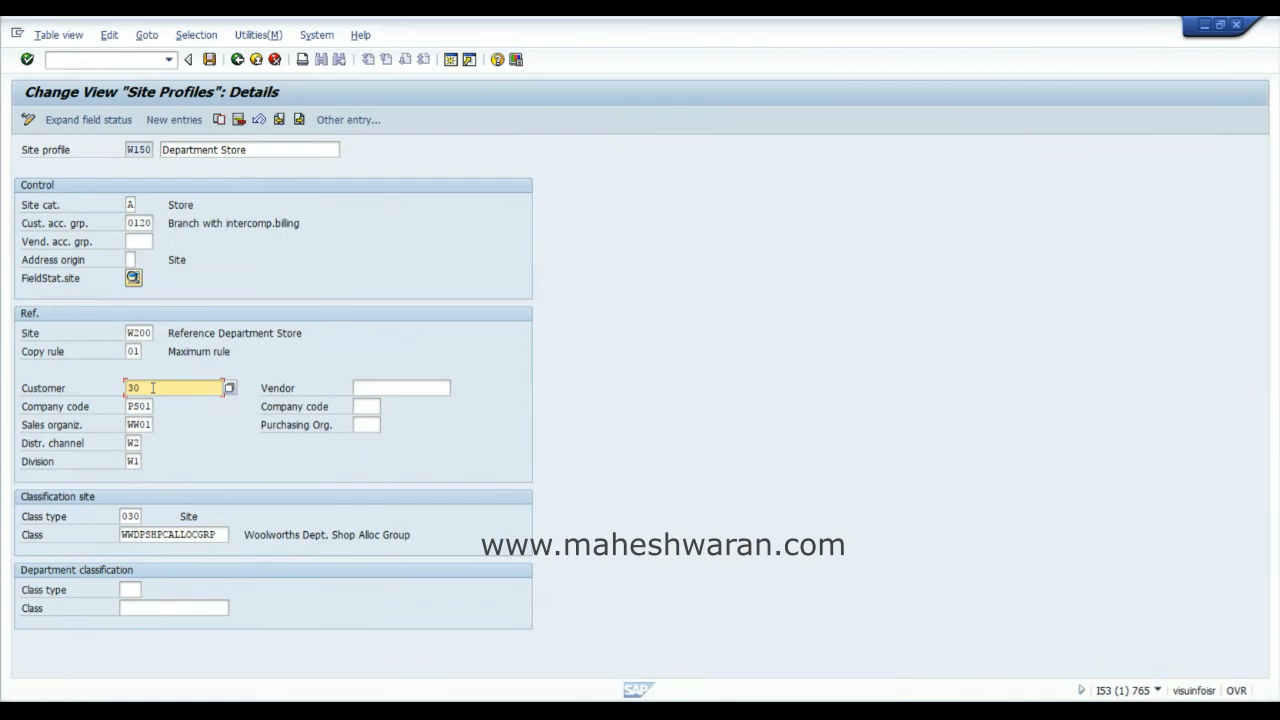 Table view Edit Goto Selection Utilities(M) System Help
Change View "Site Profiles": Details
Expand field status New entries Other entry...
Site profile W150 Department Store
Control
Site cat. A Store
Cust. acc. grp. 0120 Branch with intercomp.billing
Vend. acc. grp.
Address origin Site
FieldStat.site
Ref.
Site W200 Reference Department Store
Copy rule 01 Maximum rule
Customer 30 Vendor
Company code PS01 Company code
Sales organiz. WW01 Purchasing Org.
Distr. channel W2
Division W1
Classification site
Class type 030 Site
Class WWDPSHPCALLOCGRP Woolworths Dept. Shop Alloc Group
www.maheshwaran.com
Department classification
Class type
Class
SAP I53 (1) 765 visuinfoisr OVR